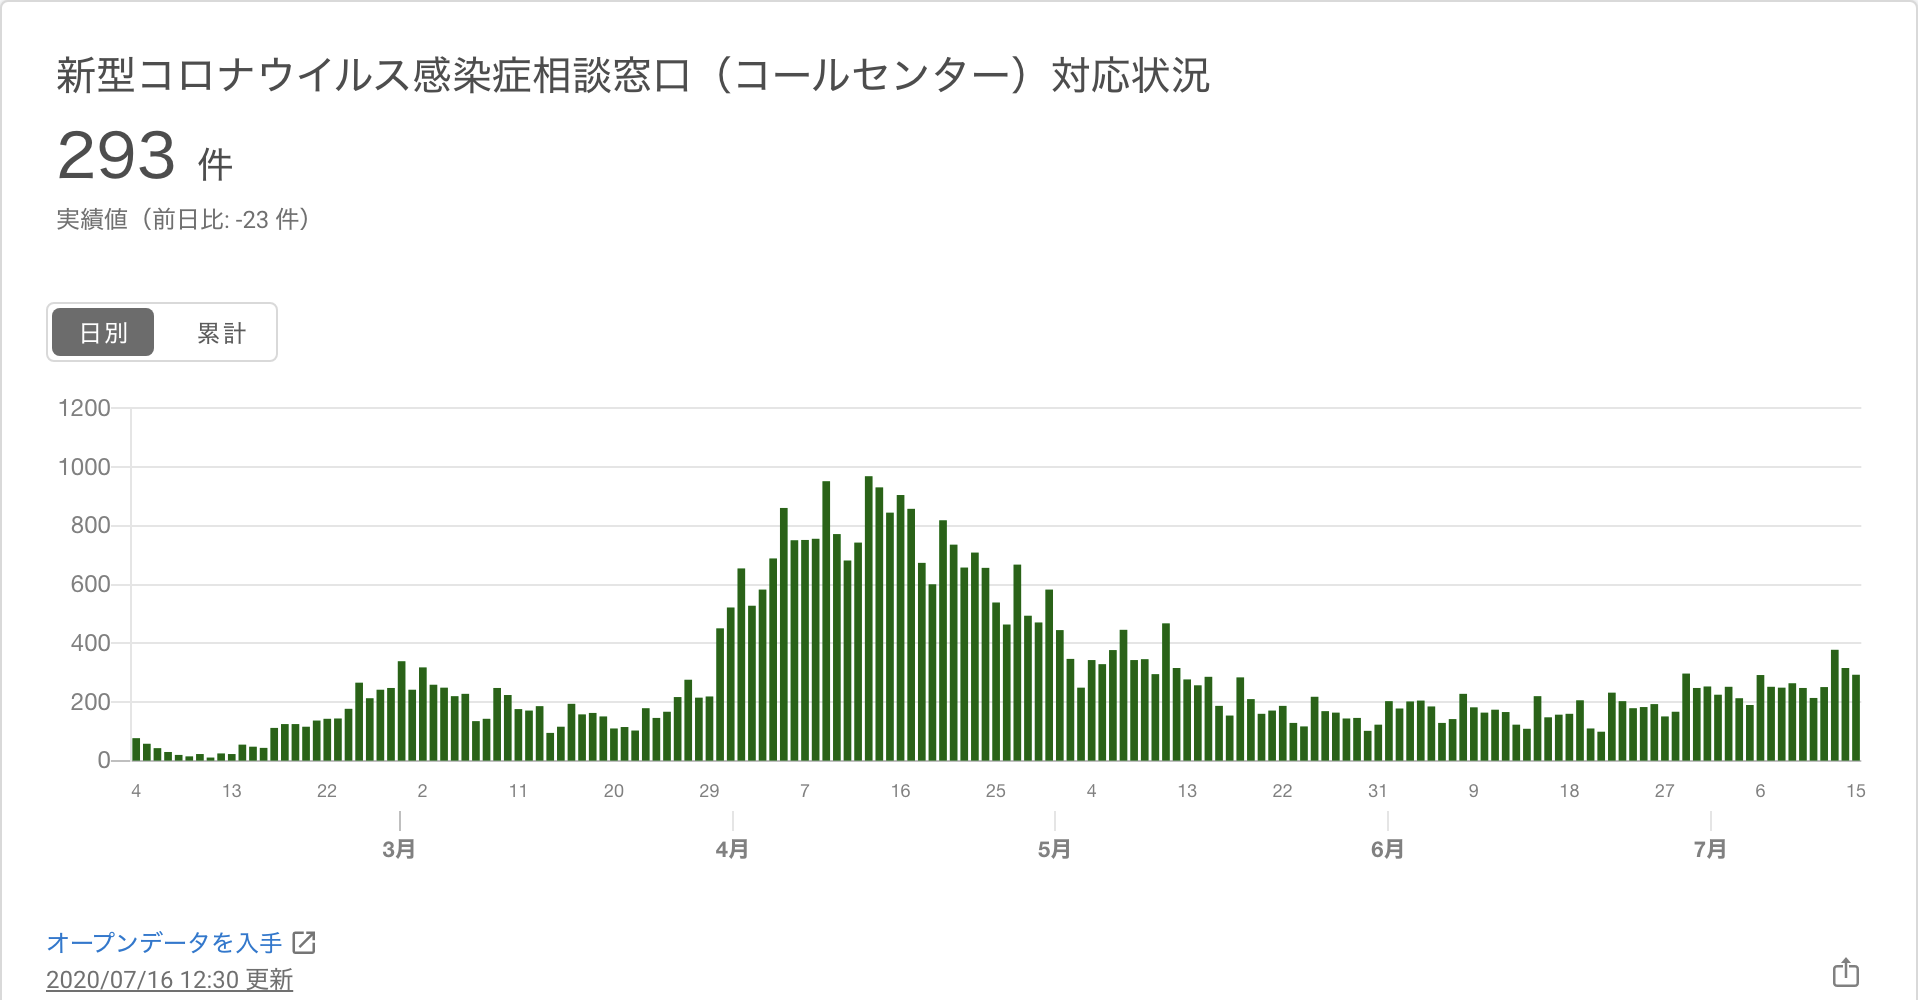 新型コロナウイルス感染症相談窓口（コールセンター）対応状況
293 件
実績値（前日比: -23 件）
日別 累計
1200
1000
800
600
400
200
0
4 13 22 2 11 20 29 7 16 25 4 13 22 31 9 18 27 6 15
3月 4月 5月 6月 7月
オープンデータを入手
2020/07/16 12:30 更新